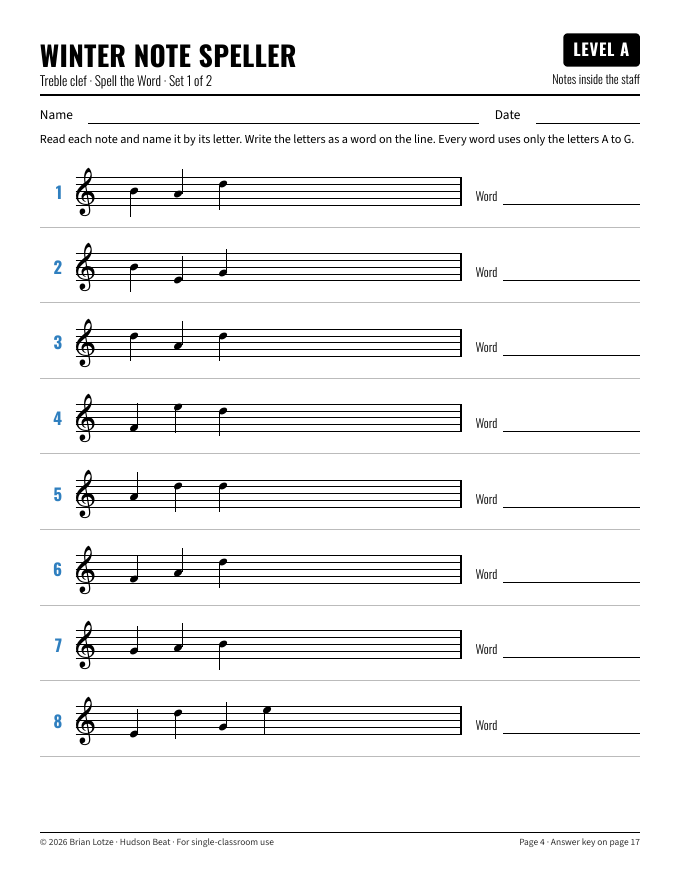 WINTER NOTE SPELLER
LEVEL A
Treble clef · Spell the Word · Set 1 of 2
Notes inside the staff
Name
Date
Read each note and name it by its letter. Write the letters as a word on the line. Every word uses only the letters A to G.
1 Word
2 Word
3 Word
4 Word
5 Word
6 Word
7 Word
8 Word
© 2026 Brian Lotze · Hudson Beat · For single-classroom use
Page 4 · Answer key on page 17